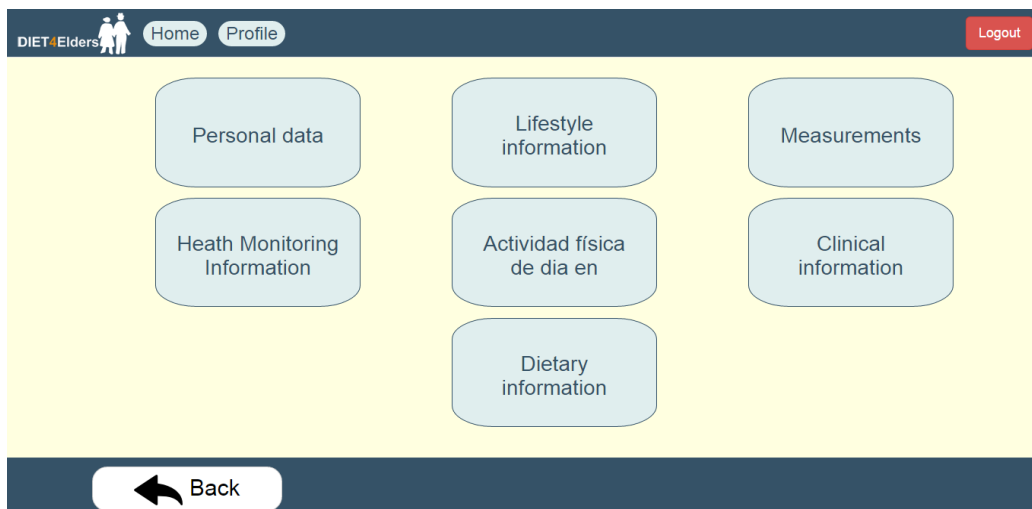 DIET4Elders
Home
Profile
Logout
Personal data
Lifestyle
information
Measurements
Heath Monitoring
Information
Actividad física
de dia en
Clinical
information
Dietary
information
Back